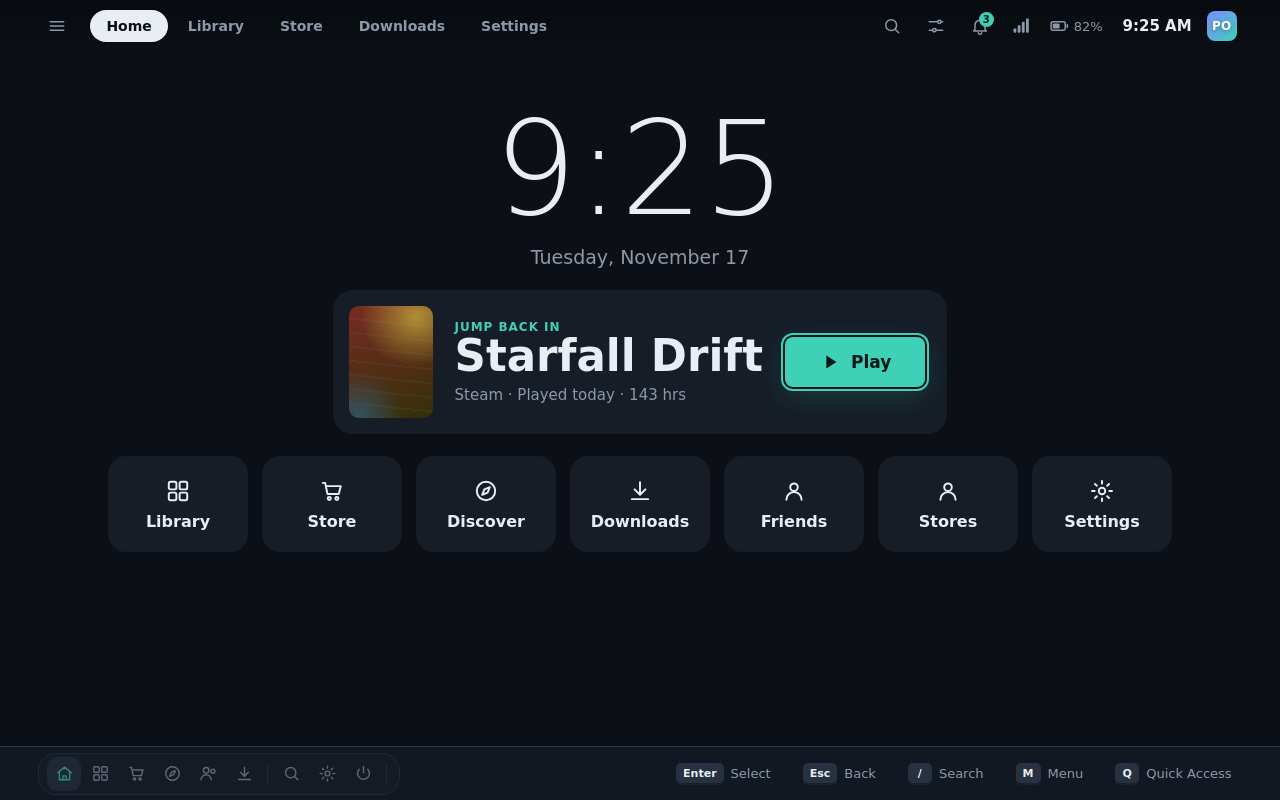 Home Library Store Downloads Settings 3 82% 9:25 AM PO
9:25
Tuesday, November 17
JUMP BACK IN
Starfall Drift
Steam · Played today · 143 hrs
Play
Library Store Discover Downloads Friends Stores Settings
Enter Select Esc Back / Search M Menu Q Quick Access